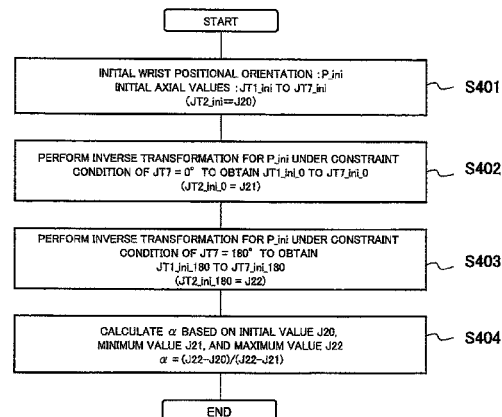 START
INITIAL WRIST POSITIONAL ORIENTATION : P_ini
INITIAL AXIAL VALUES : JT1_ini TO JT7_ini
(JT2_ini==J20)
S401
PERFORM INVERSE TRANSFORMATION FOR P_ini UNDER CONSTRAINT
CONDITION OF JT7 = 0° TO OBTAIN JT1_ini_0 TO JT7_ini_0
(JT2_ini_0 = J21)
S402
PERFORM INVERSE TRANSFORMATION FOR P_ini UNDER CONSTRAINT
CONDITION OF JT7 = 180° TO OBTAIN
JT1_ini_180 TO JT7_ini_180
(JT2_ini_180 = J22)
S403
CALCULATE α BASED ON INITIAL VALUE J20,
MINIMUM VALUE J21, AND MAXIMUM VALUE J22
α = (J22-J20)/(J22-J21)
S404
END